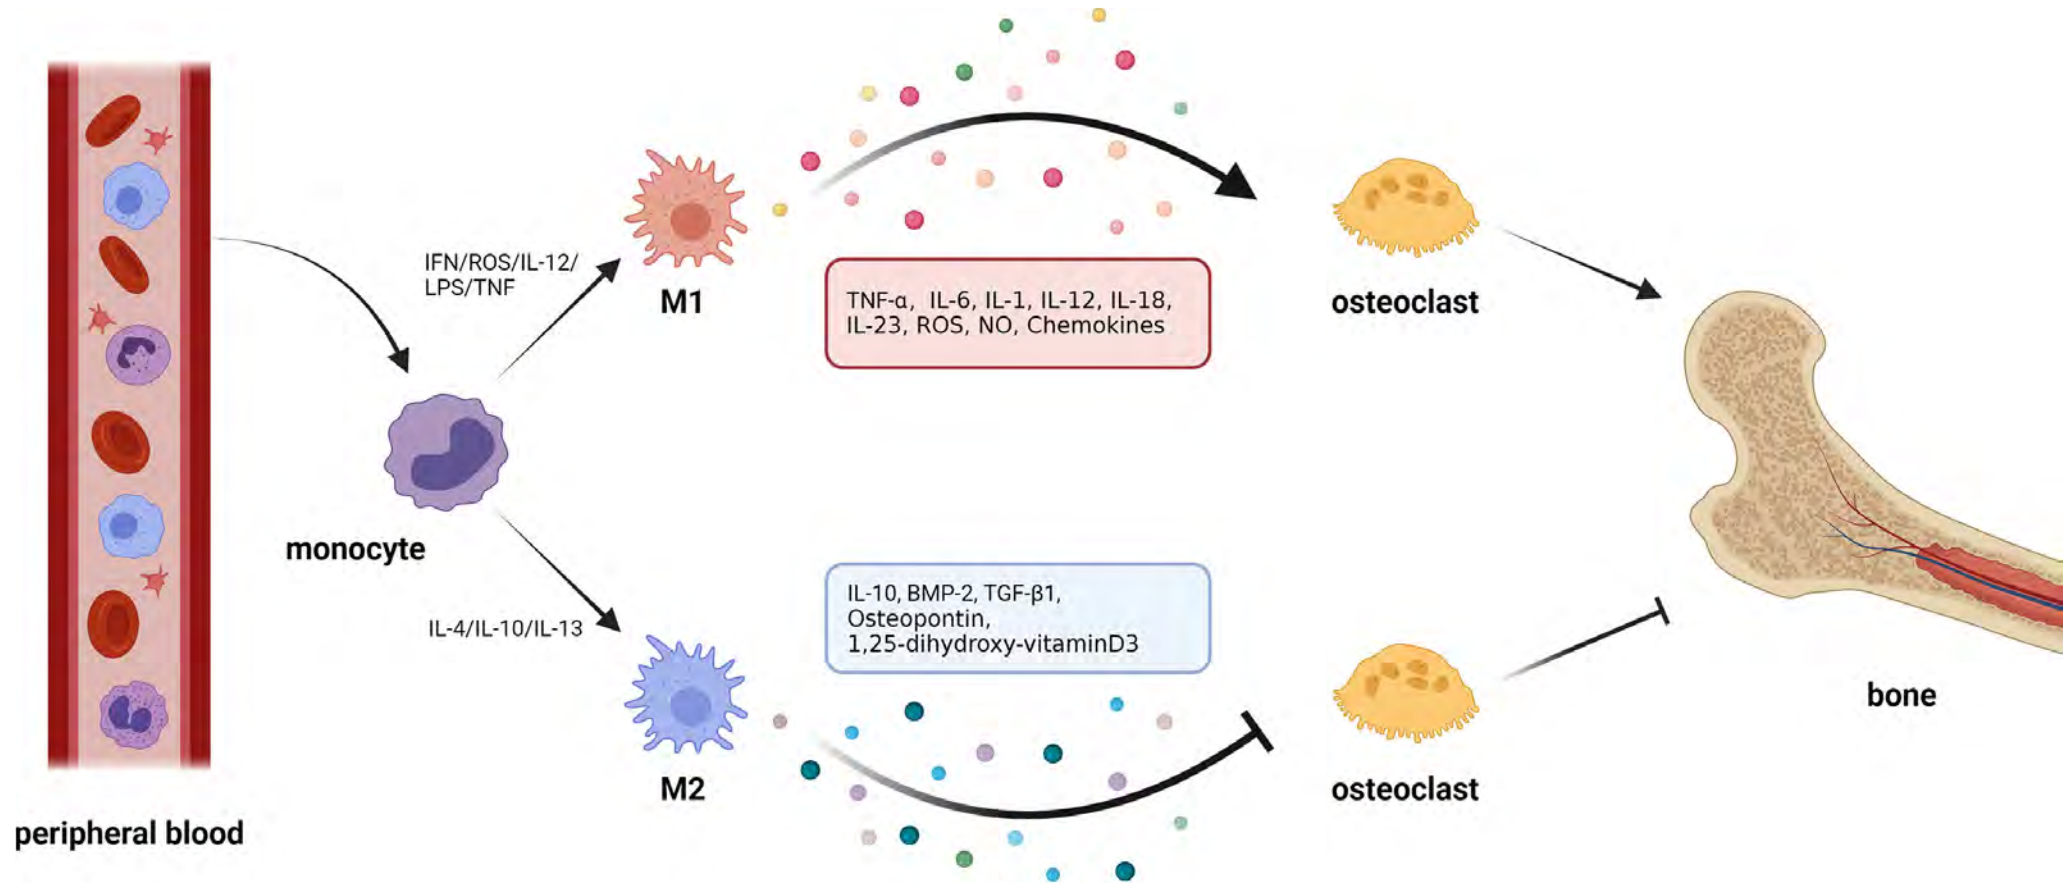 IFN/ROS/IL-12/
LPS/TNF
M1
TNF-α, IL-6, IL-1, IL-12, IL-18,
IL-23, ROS, NO, Chemokines
osteoclast
monocyte
IL-4/IL-10/IL-13
IL-10, BMP-2, TGF-β1,
Osteopontin,
1,25-dihydroxy-vitaminD3
M2
osteoclast
bone
peripheral blood